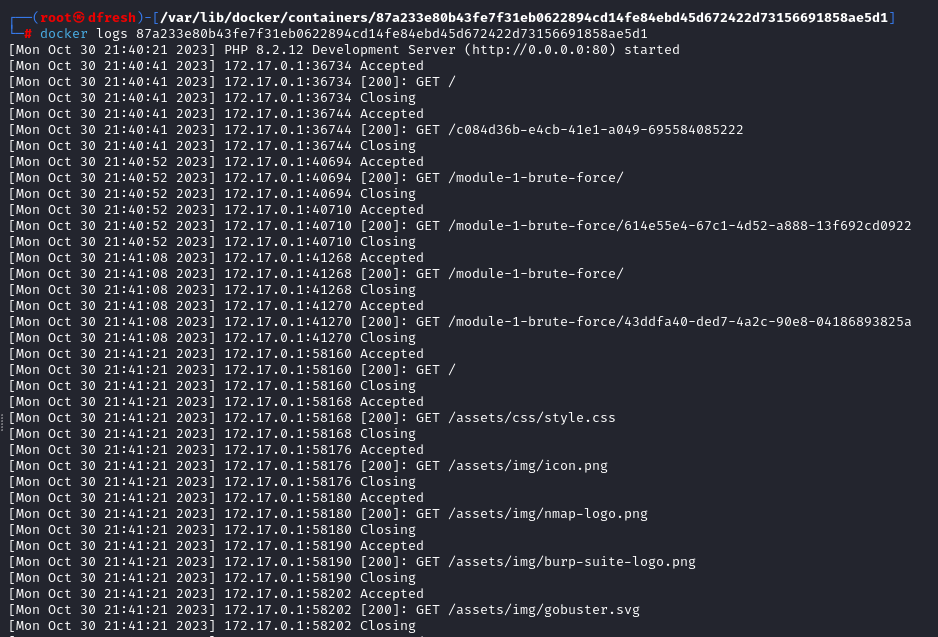 ┌──(root㉿dfresh)-[/var/lib/docker/containers/87a233e80b43fe7f31eb0622894cd14fe84ebd45d672422d73156691858ae5d1]
└─# docker logs 87a233e80b43fe7f31eb0622894cd14fe84ebd45d672422d73156691858ae5d1
[Mon Oct 30 21:40:21 2023] PHP 8.2.12 Development Server (http://0.0.0.0:80) started
[Mon Oct 30 21:40:41 2023] 172.17.0.1:36734 Accepted
[Mon Oct 30 21:40:41 2023] 172.17.0.1:36734 [200]: GET /
[Mon Oct 30 21:40:41 2023] 172.17.0.1:36734 Closing
[Mon Oct 30 21:40:41 2023] 172.17.0.1:36744 Accepted
[Mon Oct 30 21:40:41 2023] 172.17.0.1:36744 [200]: GET /c084d36b-e4cb-41e1-a049-695584085222
[Mon Oct 30 21:40:41 2023] 172.17.0.1:36744 Closing
[Mon Oct 30 21:40:52 2023] 172.17.0.1:40694 Accepted
[Mon Oct 30 21:40:52 2023] 172.17.0.1:40694 [200]: GET /module-1-brute-force/
[Mon Oct 30 21:40:52 2023] 172.17.0.1:40694 Closing
[Mon Oct 30 21:40:52 2023] 172.17.0.1:40710 Accepted
[Mon Oct 30 21:40:52 2023] 172.17.0.1:40710 [200]: GET /module-1-brute-force/614e55e4-67c1-4d52-a888-13f692cd0922
[Mon Oct 30 21:40:52 2023] 172.17.0.1:40710 Closing
[Mon Oct 30 21:41:08 2023] 172.17.0.1:41268 Accepted
[Mon Oct 30 21:41:08 2023] 172.17.0.1:41268 [200]: GET /module-1-brute-force/
[Mon Oct 30 21:41:08 2023] 172.17.0.1:41268 Closing
[Mon Oct 30 21:41:08 2023] 172.17.0.1:41270 Accepted
[Mon Oct 30 21:41:08 2023] 172.17.0.1:41270 [200]: GET /module-1-brute-force/43ddfa40-ded7-4a2c-90e8-04186893825a
[Mon Oct 30 21:41:08 2023] 172.17.0.1:41270 Closing
[Mon Oct 30 21:41:21 2023] 172.17.0.1:58160 Accepted
[Mon Oct 30 21:41:21 2023] 172.17.0.1:58160 [200]: GET /
[Mon Oct 30 21:41:21 2023] 172.17.0.1:58160 Closing
[Mon Oct 30 21:41:21 2023] 172.17.0.1:58168 Accepted
[Mon Oct 30 21:41:21 2023] 172.17.0.1:58168 [200]: GET /assets/css/style.css
[Mon Oct 30 21:41:21 2023] 172.17.0.1:58168 Closing
[Mon Oct 30 21:41:21 2023] 172.17.0.1:58176 Accepted
[Mon Oct 30 21:41:21 2023] 172.17.0.1:58176 [200]: GET /assets/img/icon.png
[Mon Oct 30 21:41:21 2023] 172.17.0.1:58176 Closing
[Mon Oct 30 21:41:21 2023] 172.17.0.1:58180 Accepted
[Mon Oct 30 21:41:21 2023] 172.17.0.1:58180 [200]: GET /assets/img/nmap-logo.png
[Mon Oct 30 21:41:21 2023] 172.17.0.1:58180 Closing
[Mon Oct 30 21:41:21 2023] 172.17.0.1:58190 Accepted
[Mon Oct 30 21:41:21 2023] 172.17.0.1:58190 [200]: GET /assets/img/burp-suite-logo.png
[Mon Oct 30 21:41:21 2023] 172.17.0.1:58190 Closing
[Mon Oct 30 21:41:21 2023] 172.17.0.1:58202 Accepted
[Mon Oct 30 21:41:21 2023] 172.17.0.1:58202 [200]: GET /assets/img/gobuster.svg
[Mon Oct 30 21:41:21 2023] 172.17.0.1:58202 Closing